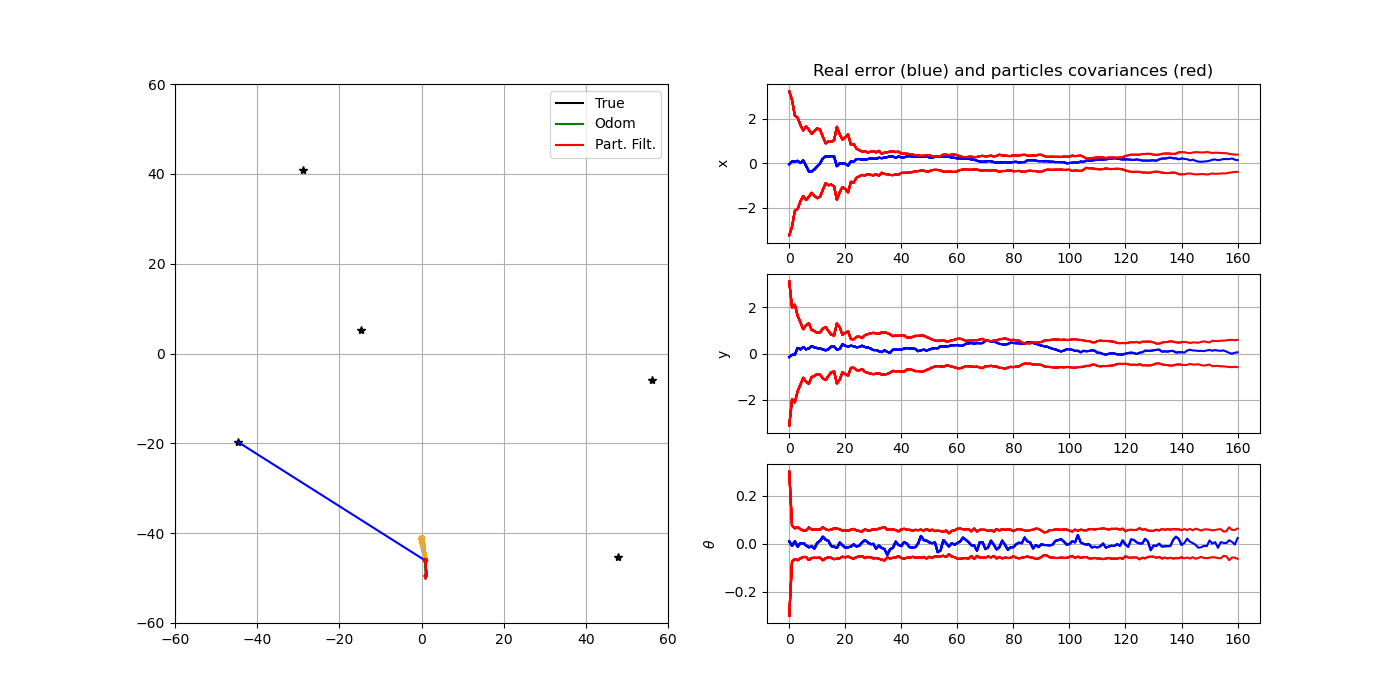 60
40
20
0
−20
−40
−60
−60 −40 −20 0 20 40 60
True
Odom
Part. Filt.
Real error (blue) and particles covariances (red)
x
2
0
−2
0 20 40 60 80 100 120 140 160
y
2
0
−2
0 20 40 60 80 100 120 140 160
θ
0.2
0.0
−0.2
0 20 40 60 80 100 120 140 160